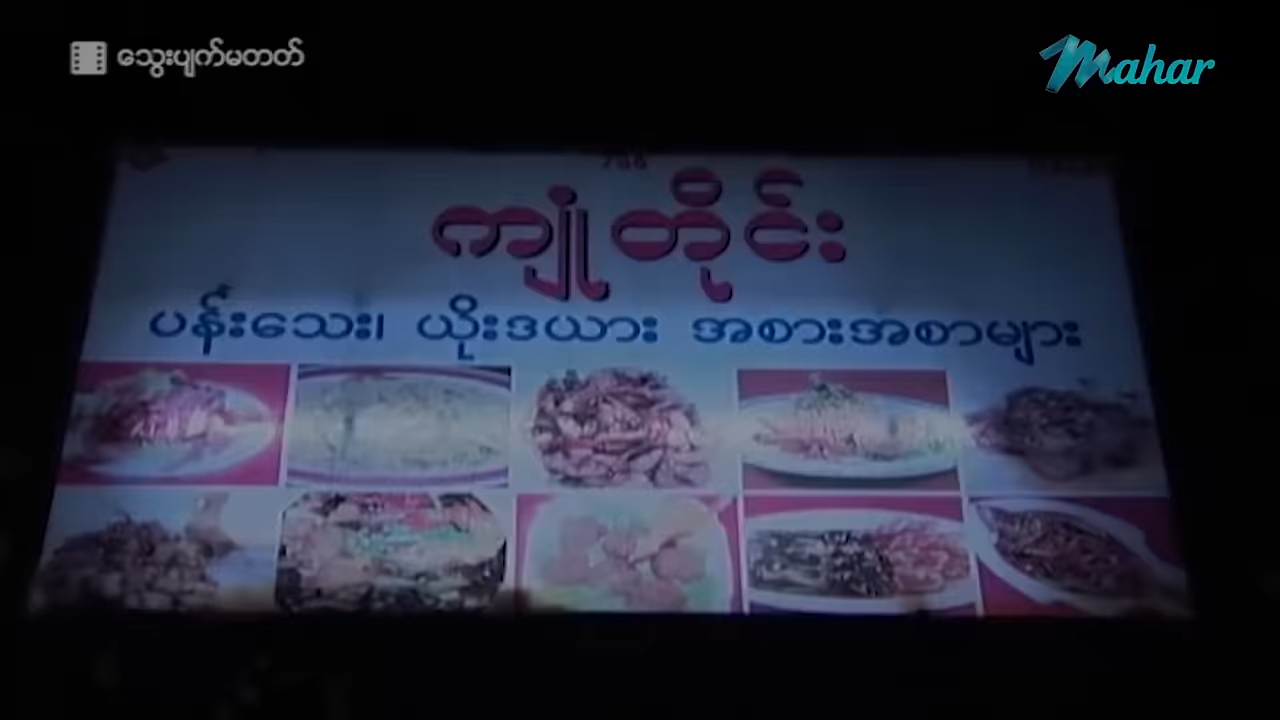 သွေးပျက်မတတ်
Mahar
ကျုံတိုင်း
ပန်းသေး၊ ယိုးဒယား အစားအစာများ